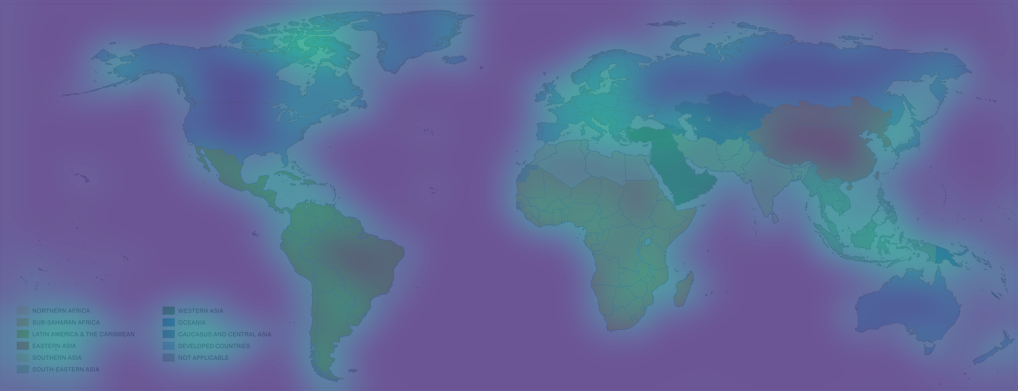 NORTHERN AFRICA
SUB-SAHARAN AFRICA
LATIN AMERICA & THE CARIBBEAN
EASTERN ASIA
SOUTHERN ASIA
SOUTH EASTERN ASIA
WESTERN ASIA
OCEANIA
CAUCASUS AND CENTRAL ASIA
DEVELOPED COUNTRIES
NOT APPLICABLE